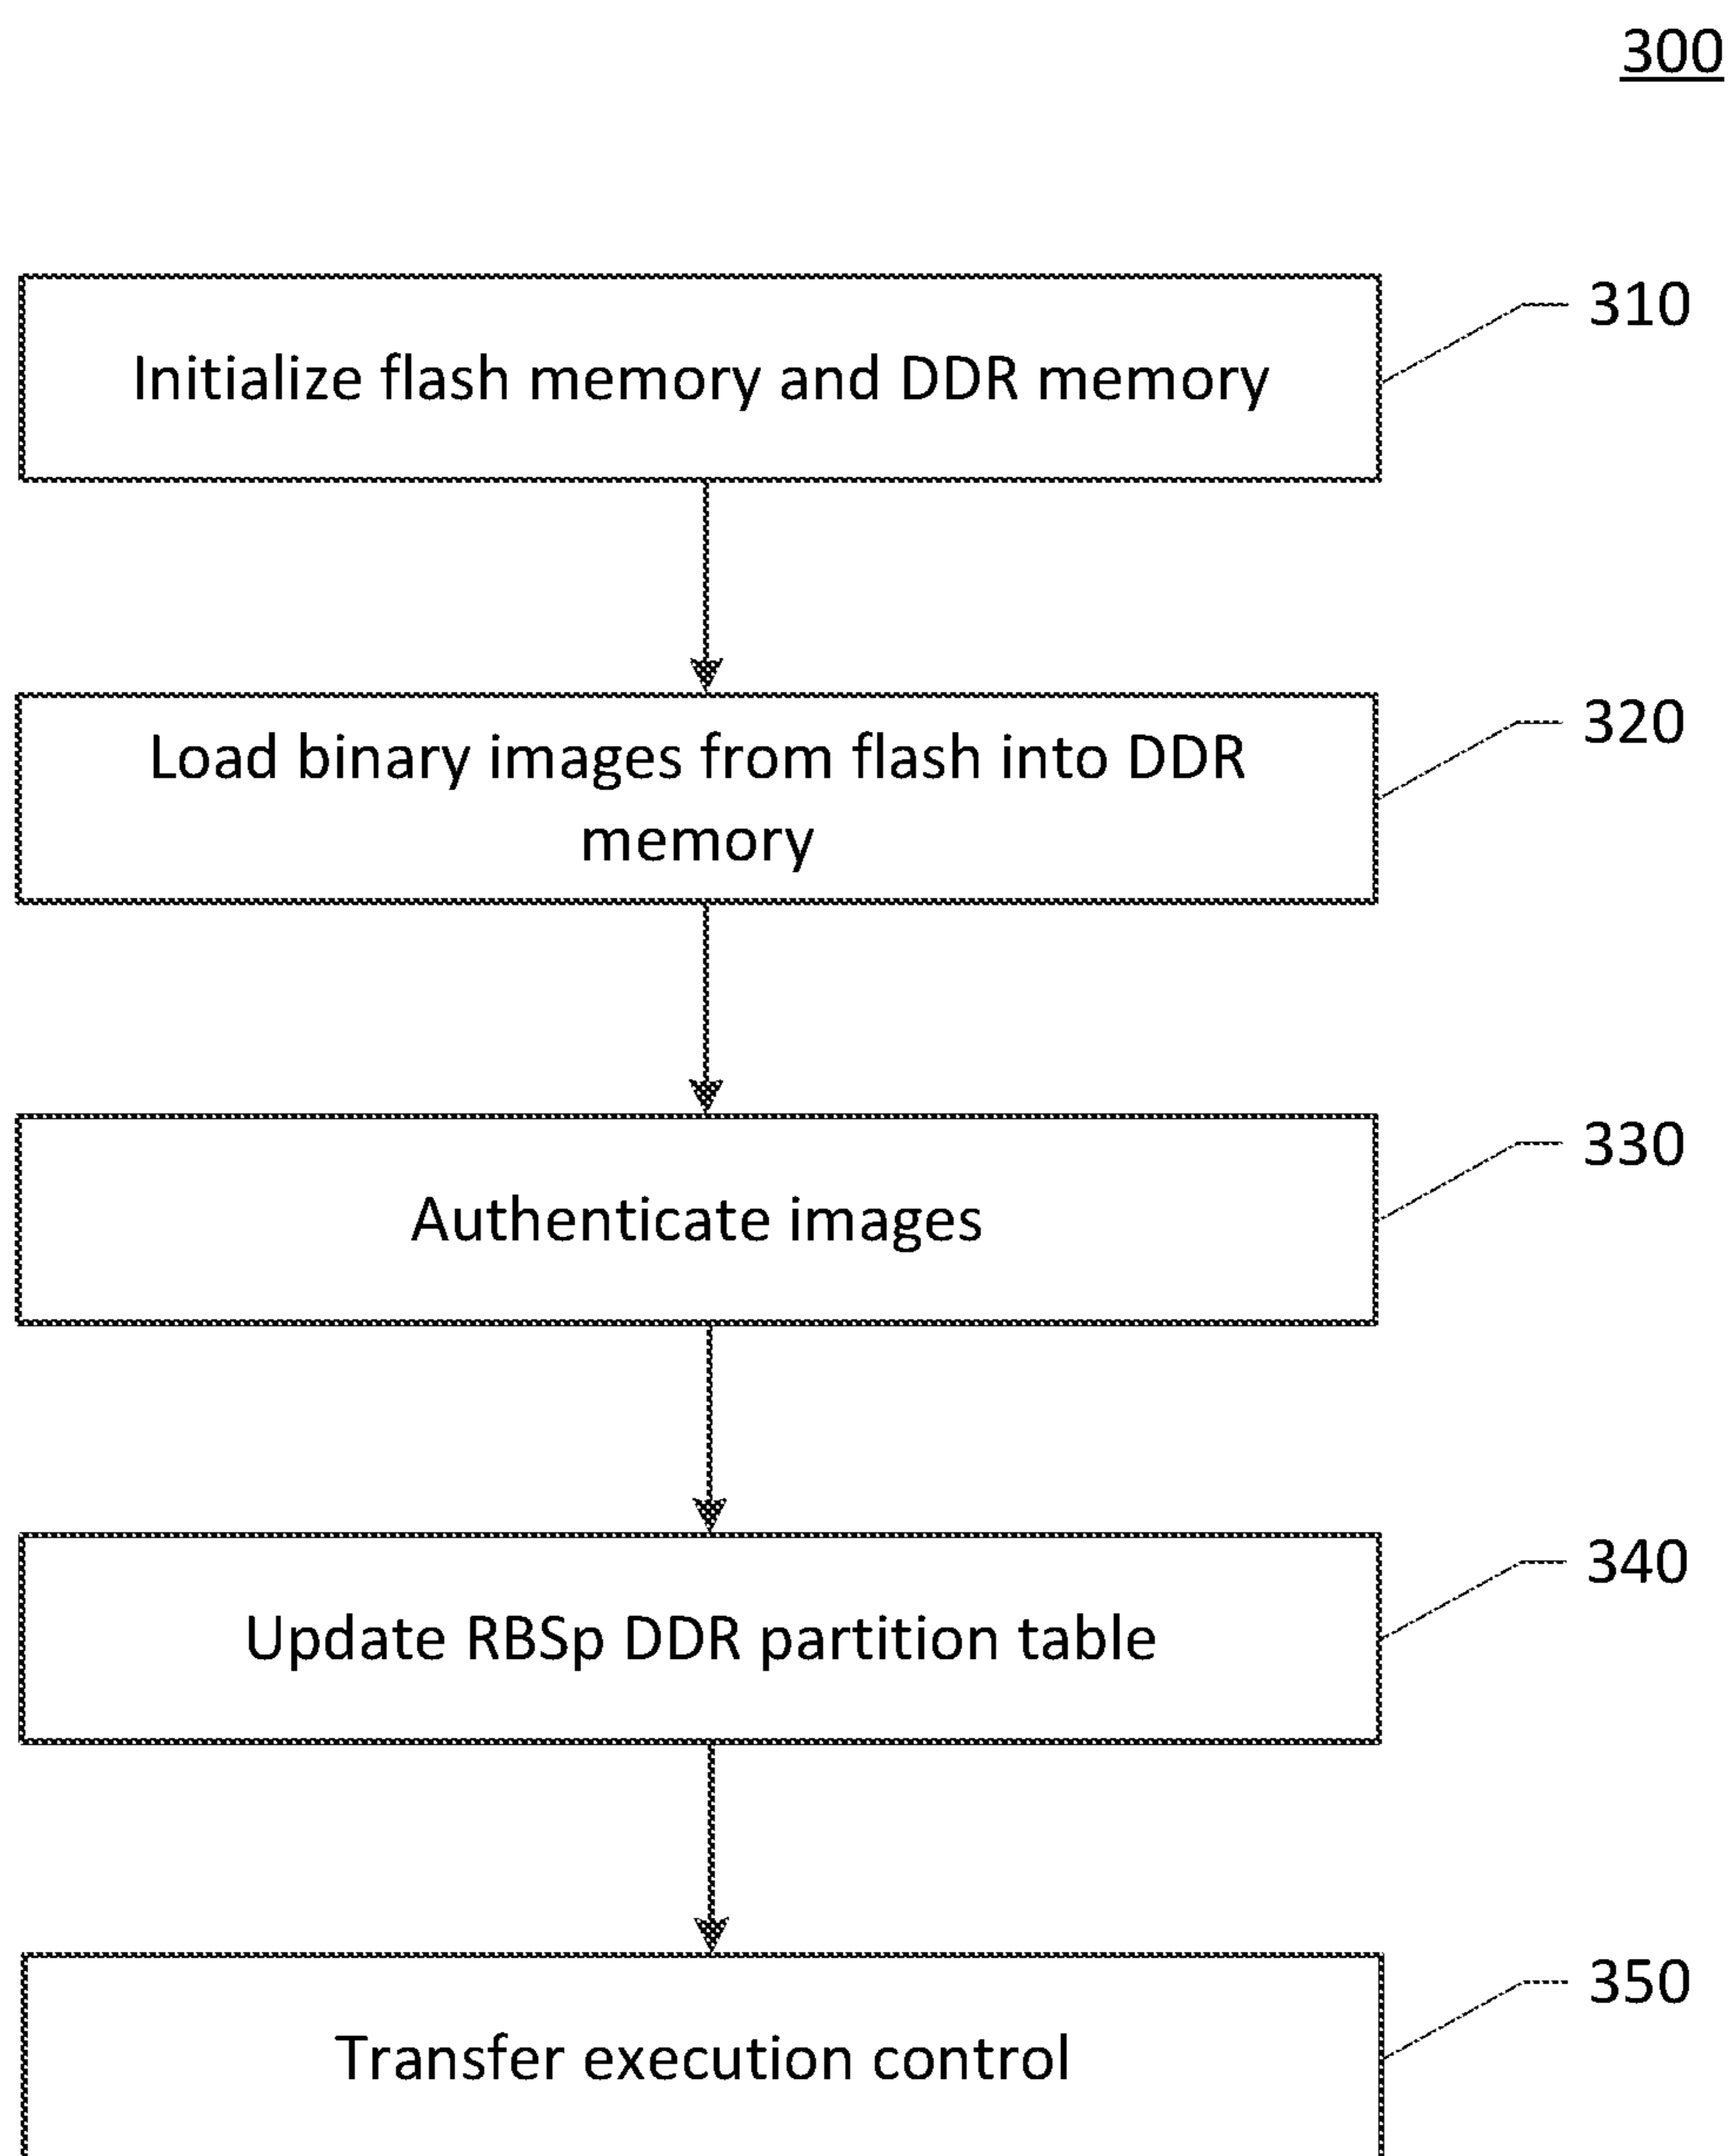 300
Initialize flash memory and DDR memory
310
Load binary images from flash into DDR
memory
320
Authenticate images
330
Update RBSp DDR partition table
340
Transfer execution control
350